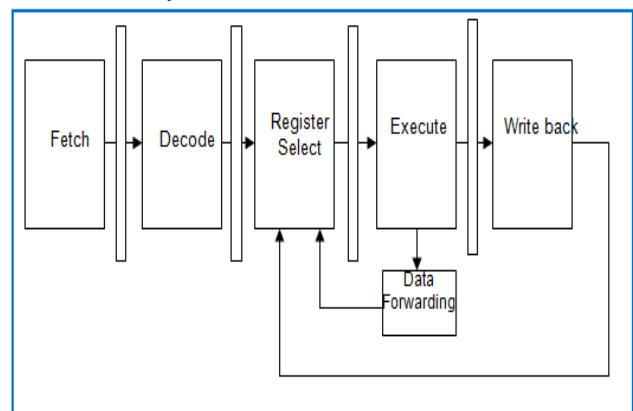 Fetch
Decode
Register
Select
Execute
Write back
Data
Forwarding